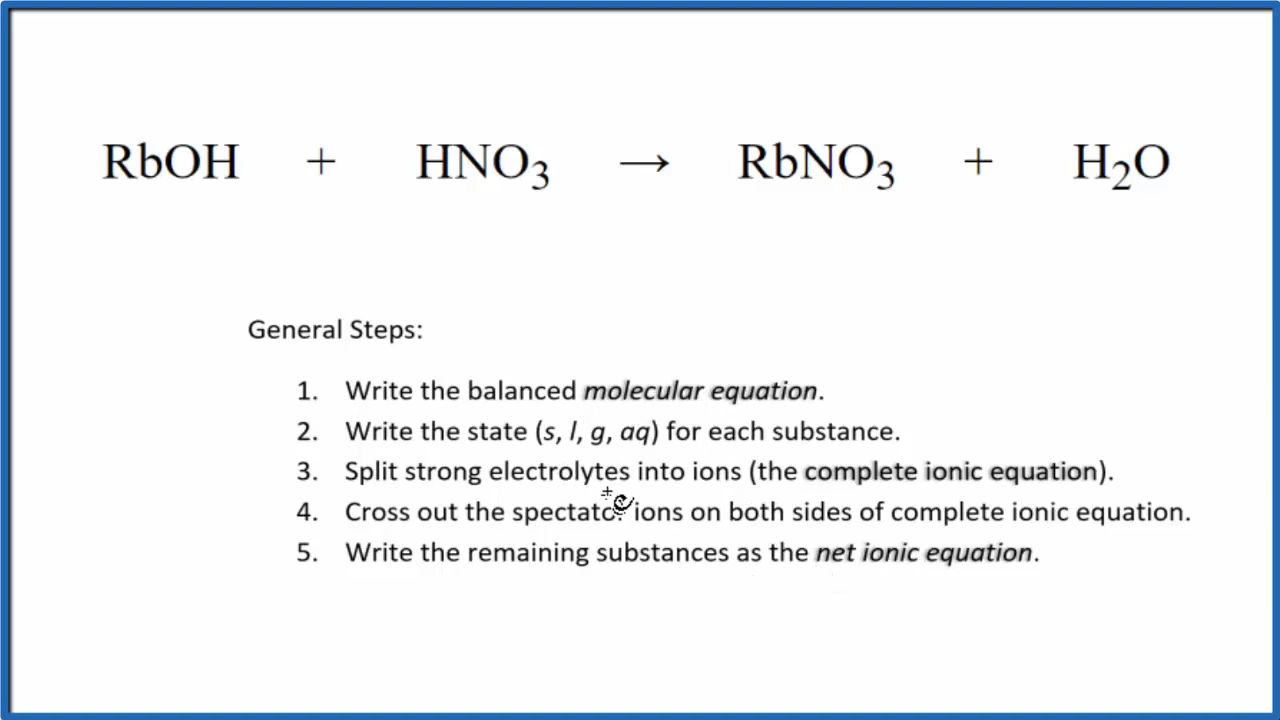 RbOH + HNO₃ → RbNO₃ + H₂O
General Steps:
1. Write the balanced molecular equation.
2. Write the state (s, l, g, aq) for each substance.
3. Split strong electrolytes into ions (the complete ionic equation).
4. Cross out the spectator ions on both sides of complete ionic equation.
5. Write the remaining substances as the net ionic equation.